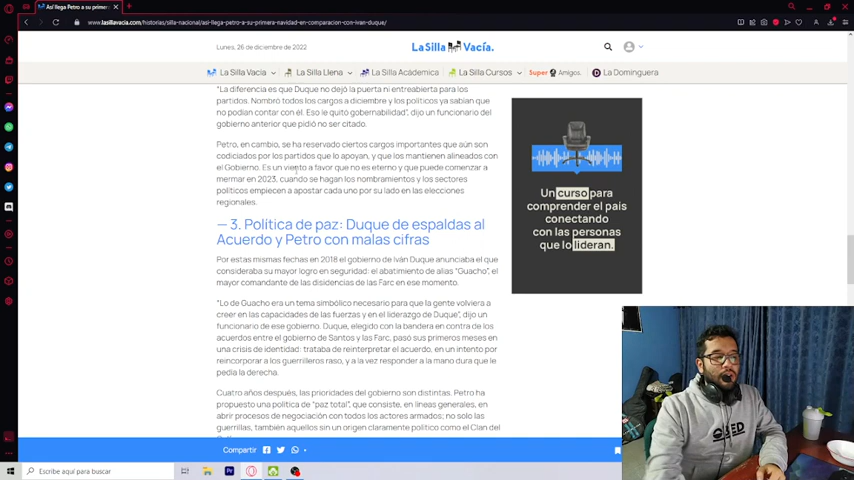 Así llega Petro a su primera
www.lasillavacia.com/historias/silla-nacional/asi-llega-petro-a-su-primera-navidad-en-comparacion-con-ivan-duque/
Lunes, 26 de diciembre de 2022
La Silla Vacía.
La Silla Vacía
La Silla Llena
La Silla Académica
La Silla Cursos
Super Amigos.
La Dominguera
“La diferencia es que Duque no dejó la puerta ni entreabierta para los
partidos. Nombró todos los cargos a diciembre y los políticos ya sabían que
no podían contar con él. Eso le quitó gobernabilidad”, dijo un funcionario del
gobierno anterior que pidió no ser citado.
Petro, en cambio, se ha reservado ciertos cargos importantes que aún son
codiciados por los partidos que lo apoyan, y que los mantienen alineados con
el Gobierno. Es un viento a favor que no es eterno y que puede comenzar a
mermar en 2023, cuando se hagan los nombramientos y los sectores
políticos empiecen a apostar cada uno por su lado en las elecciones
regionales.
— 3. Política de paz: Duque de espaldas al
Acuerdo y Petro con malas cifras
Por estas mismas fechas en 2018 el gobierno de Iván Duque anunciaba el que
consideraba su mayor logro en seguridad: el abatimiento de alias “Guacho”, el
mayor comandante de las disidencias de las Farc en ese momento.
“Lo de Guacho era un tema simbólico necesario para que la gente volviera a
creer en las capacidades de las fuerzas y en el liderazgo de Duque”, dijo un
funcionario de ese gobierno. Duque, elegido con la bandera en contra de los
acuerdos entre el gobierno de Santos y las Farc, pasó sus primeros meses en
una crisis de identidad: trataba de reinterpretar el acuerdo, en un intento por
reincorporar a los guerrilleros raso, y a la vez responder a la mano dura que le
pedía la derecha.
Cuatro años después, las prioridades del gobierno son distintas. Petro ha
propuesto una política de “paz total”, que consiste, en líneas generales, en
abrir procesos de negociación con todos los actores armados; no solo las
guerrillas, también aquellos sin un origen claramente político como el Clan del
Un curso para
comprender el país
conectando
con las personas
que lo lideran.
Compartir
Escribe aquí para buscar
Pr